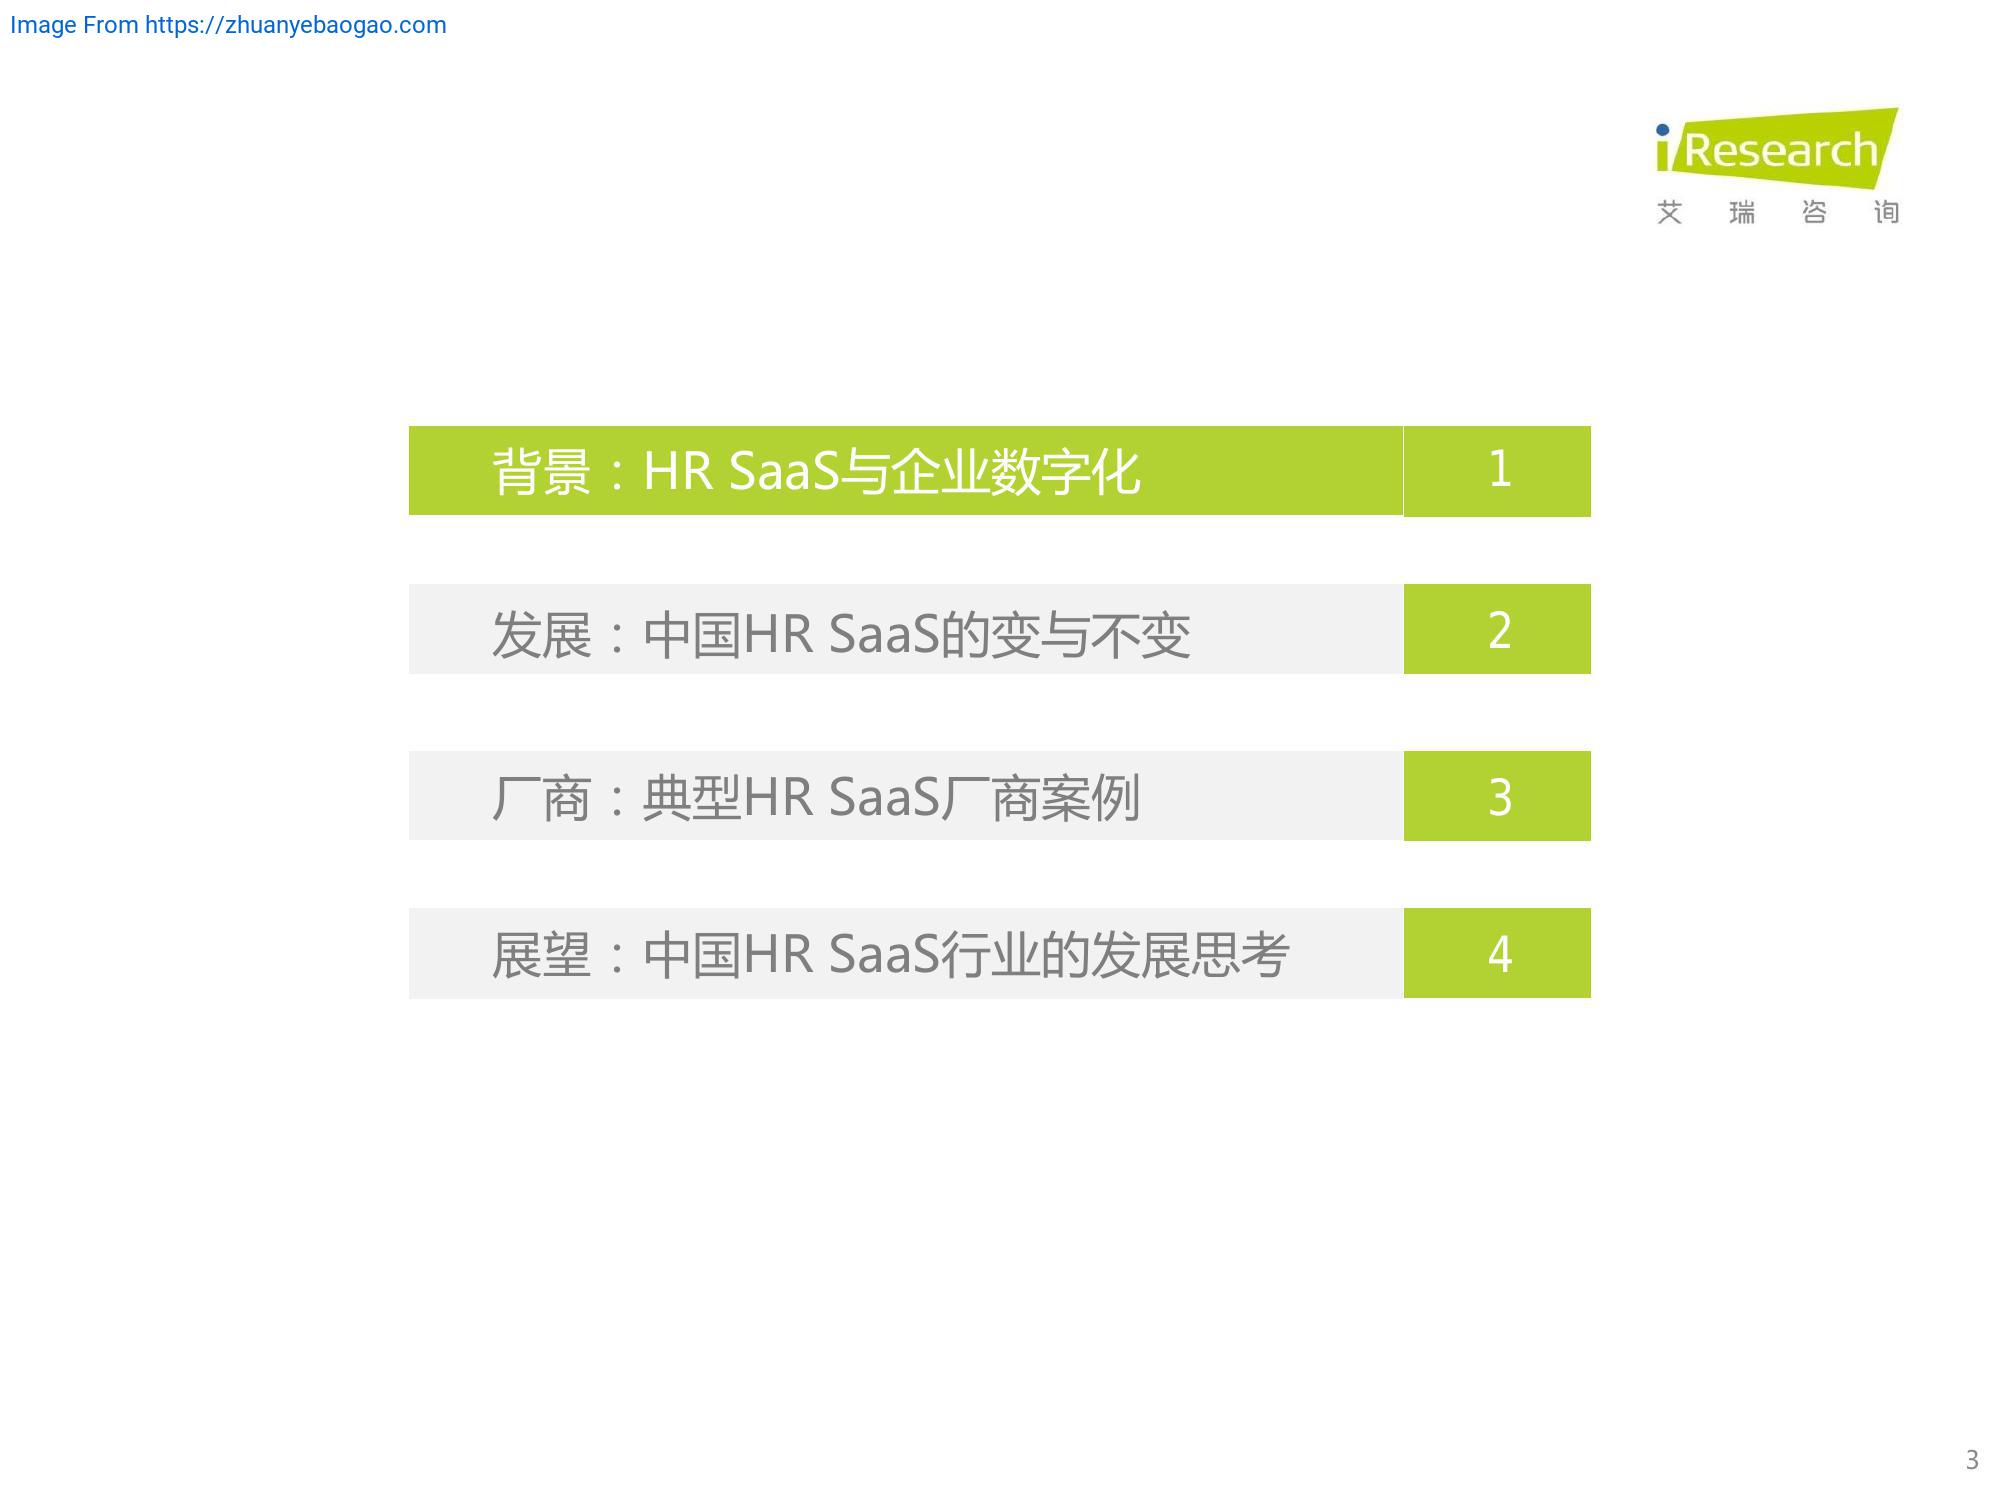 Image From https://zhuanyebaogao.com
iResearch
艾瑞咨询
背景：HR SaaS与企业数字化 1
发展：中国HR SaaS的变与不变 2
厂商：典型HR SaaS厂商案例 3
展望：中国HR SaaS行业的发展思考 4
3